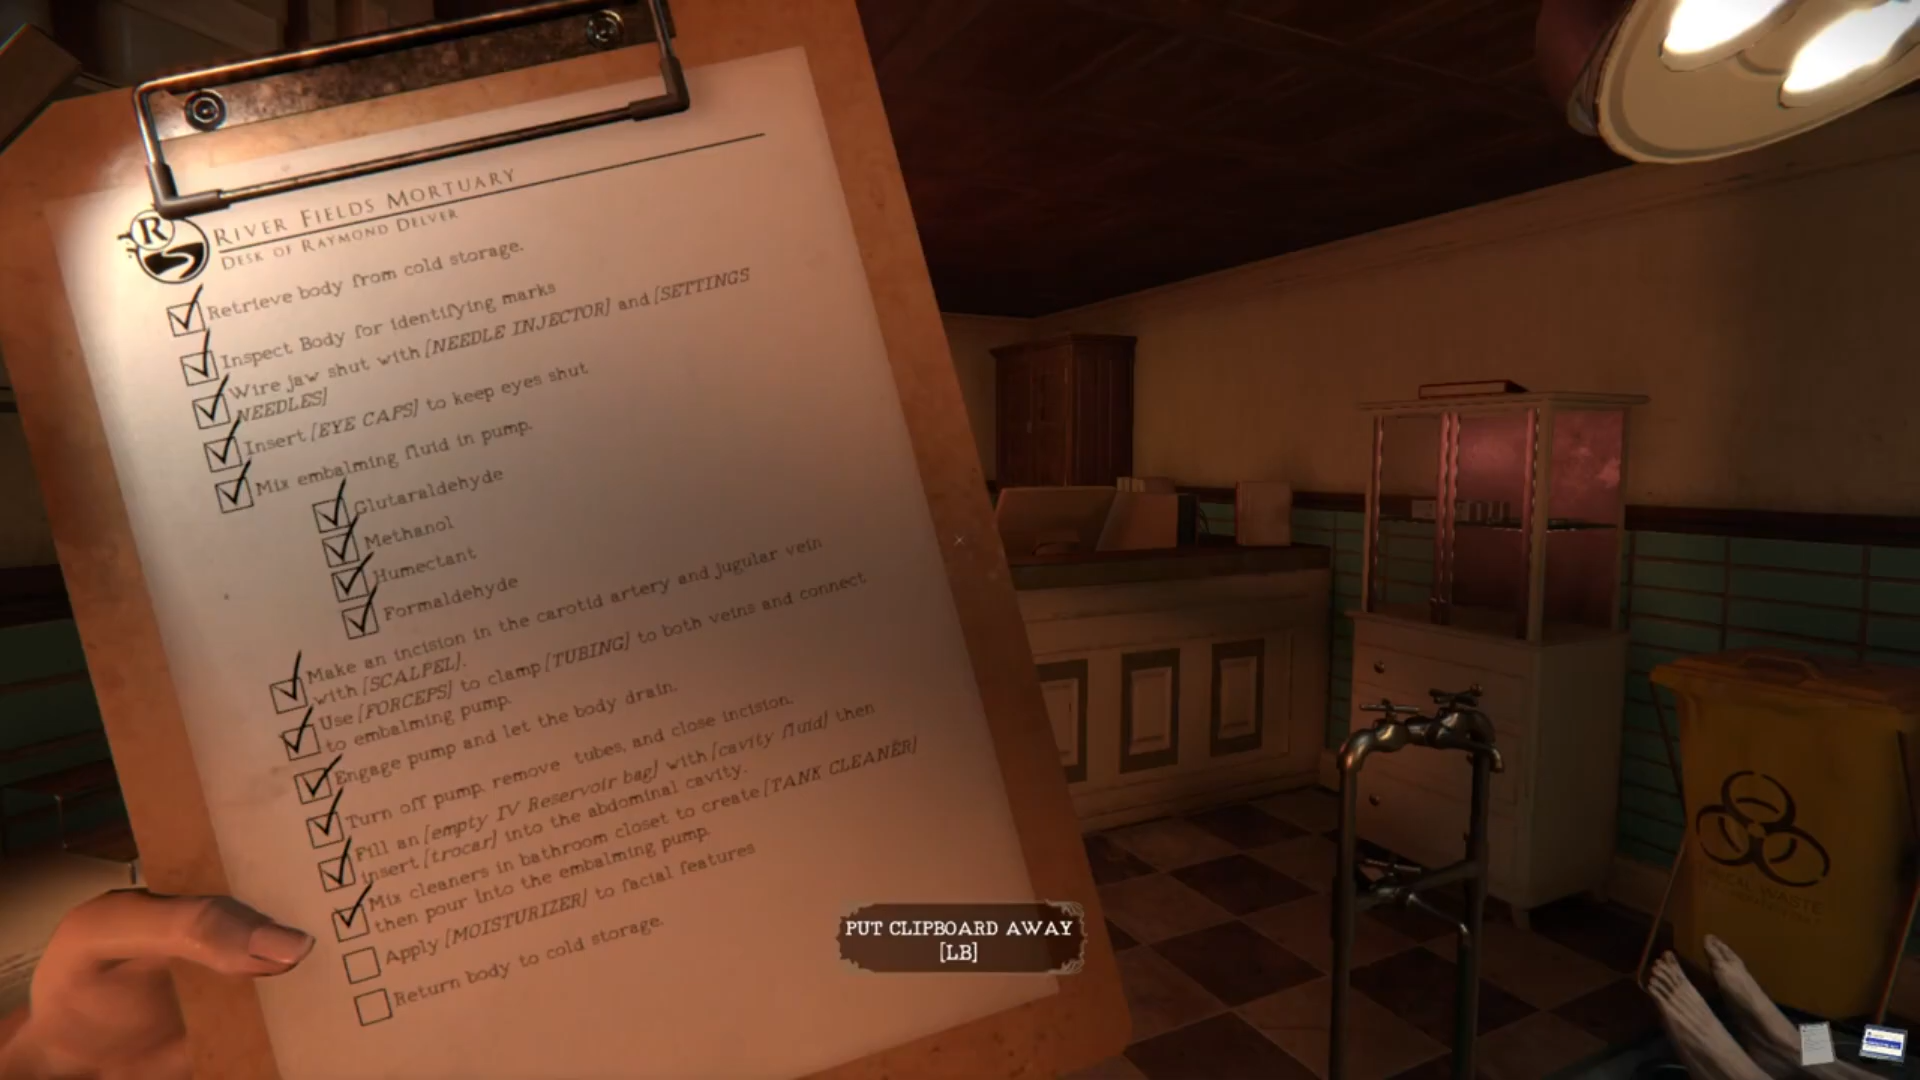 R
RIVER FIELDS MORTUARY
DESK OF RAYMOND DELVER
Retrieve body from cold storage.
Inspect Body for identifying marks
Wire jaw shut with [NEEDLE INJECTOR] and [SETTINGS
NEEDLES]
Insert [EYE CAPS] to keep eyes shut
Mix embalming fluid in pump.
Glutaraldehyde
Methanol
Humectant
Formaldehyde
Make an incision in the carotid artery and jugular vein
with [SCALPEL].
Use [FORCEPS] to clamp [TUBING] to both veins and connect
to embalming pump.
Engage pump and let the body drain.
Turn off pump, remove tubes, and close incision.
Fill an [empty IV Reservoir bag] with [cavity fluid] then
insert [trocar] into the abdominal cavity.
Mix cleaners in bathroom closet to create [TANK CLEANER]
then pour into the embalming pump.
Apply [MOISTURIZER] to facial features
Return body to cold storage.
PUT CLIPBOARD AWAY
[LB]
WASTE